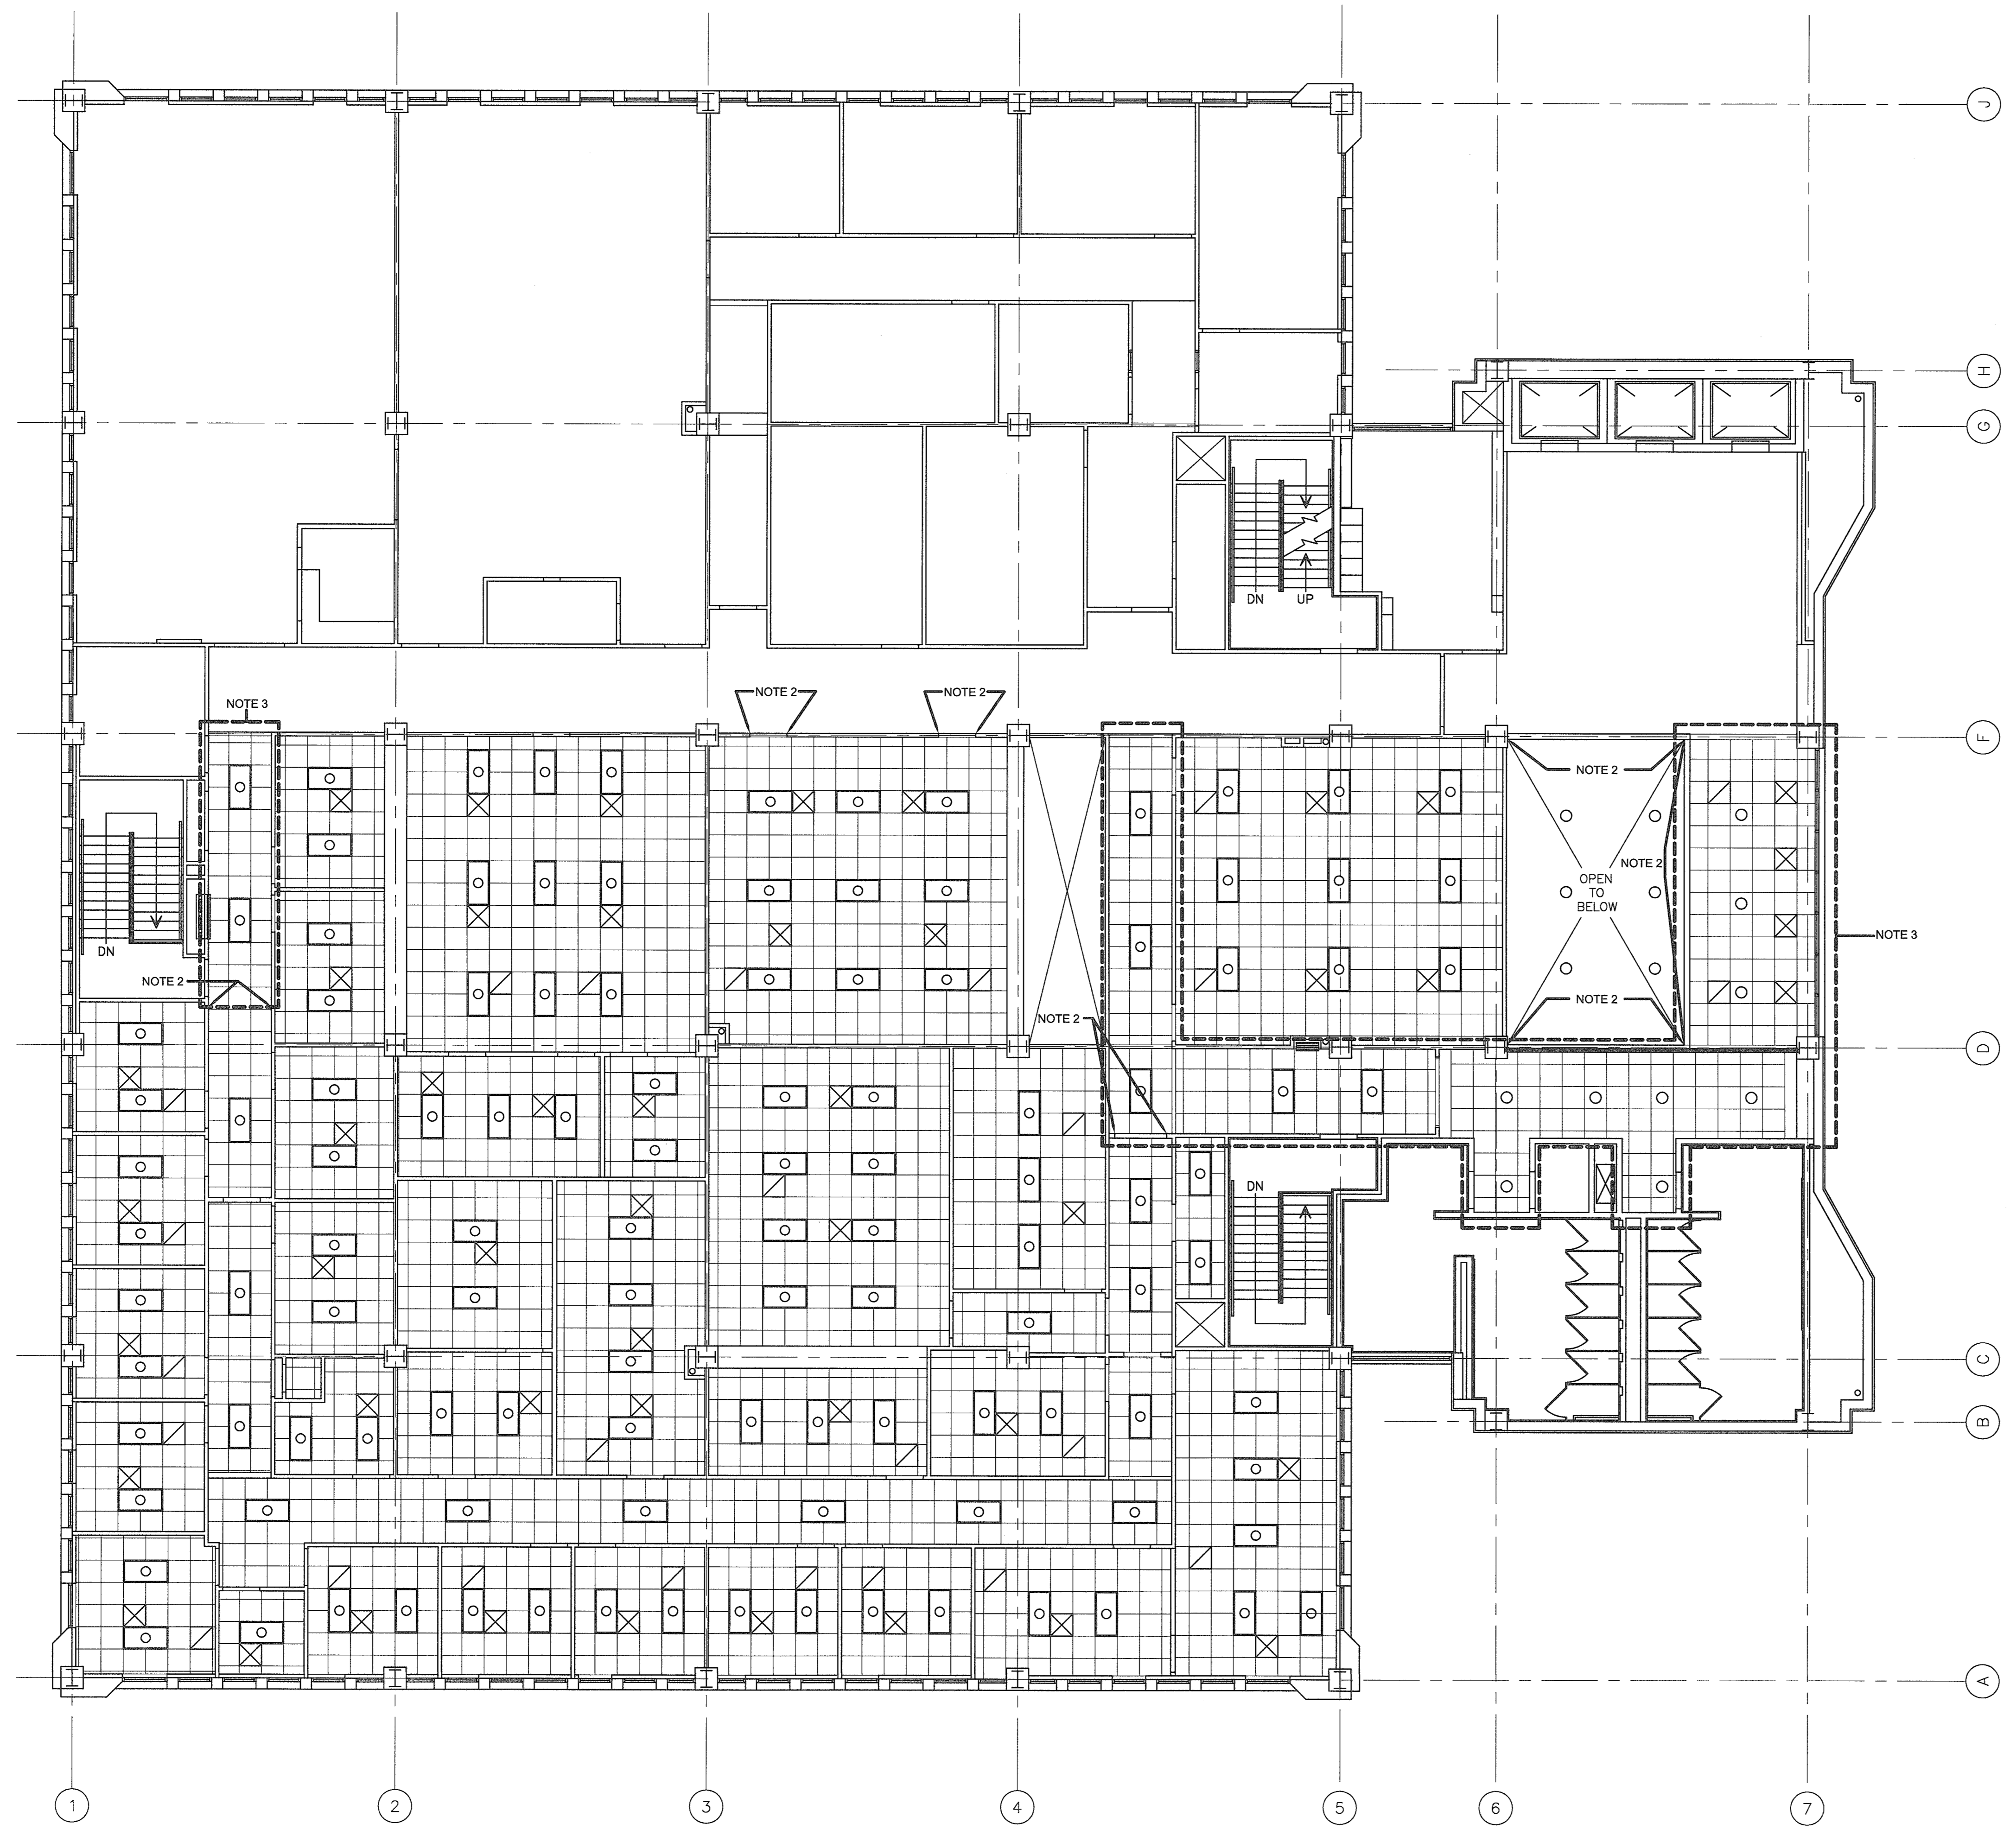 J
H
G
DN
UP
NOTE 3
NOTE 2
NOTE 2
F
NOTE 2
NOTE 2
OPEN
TO
BELOW
NOTE 3
DN
NOTE 2
NOTE 2
NOTE 2
D
DN
C
B
A
1
2
3
4
5
6
7